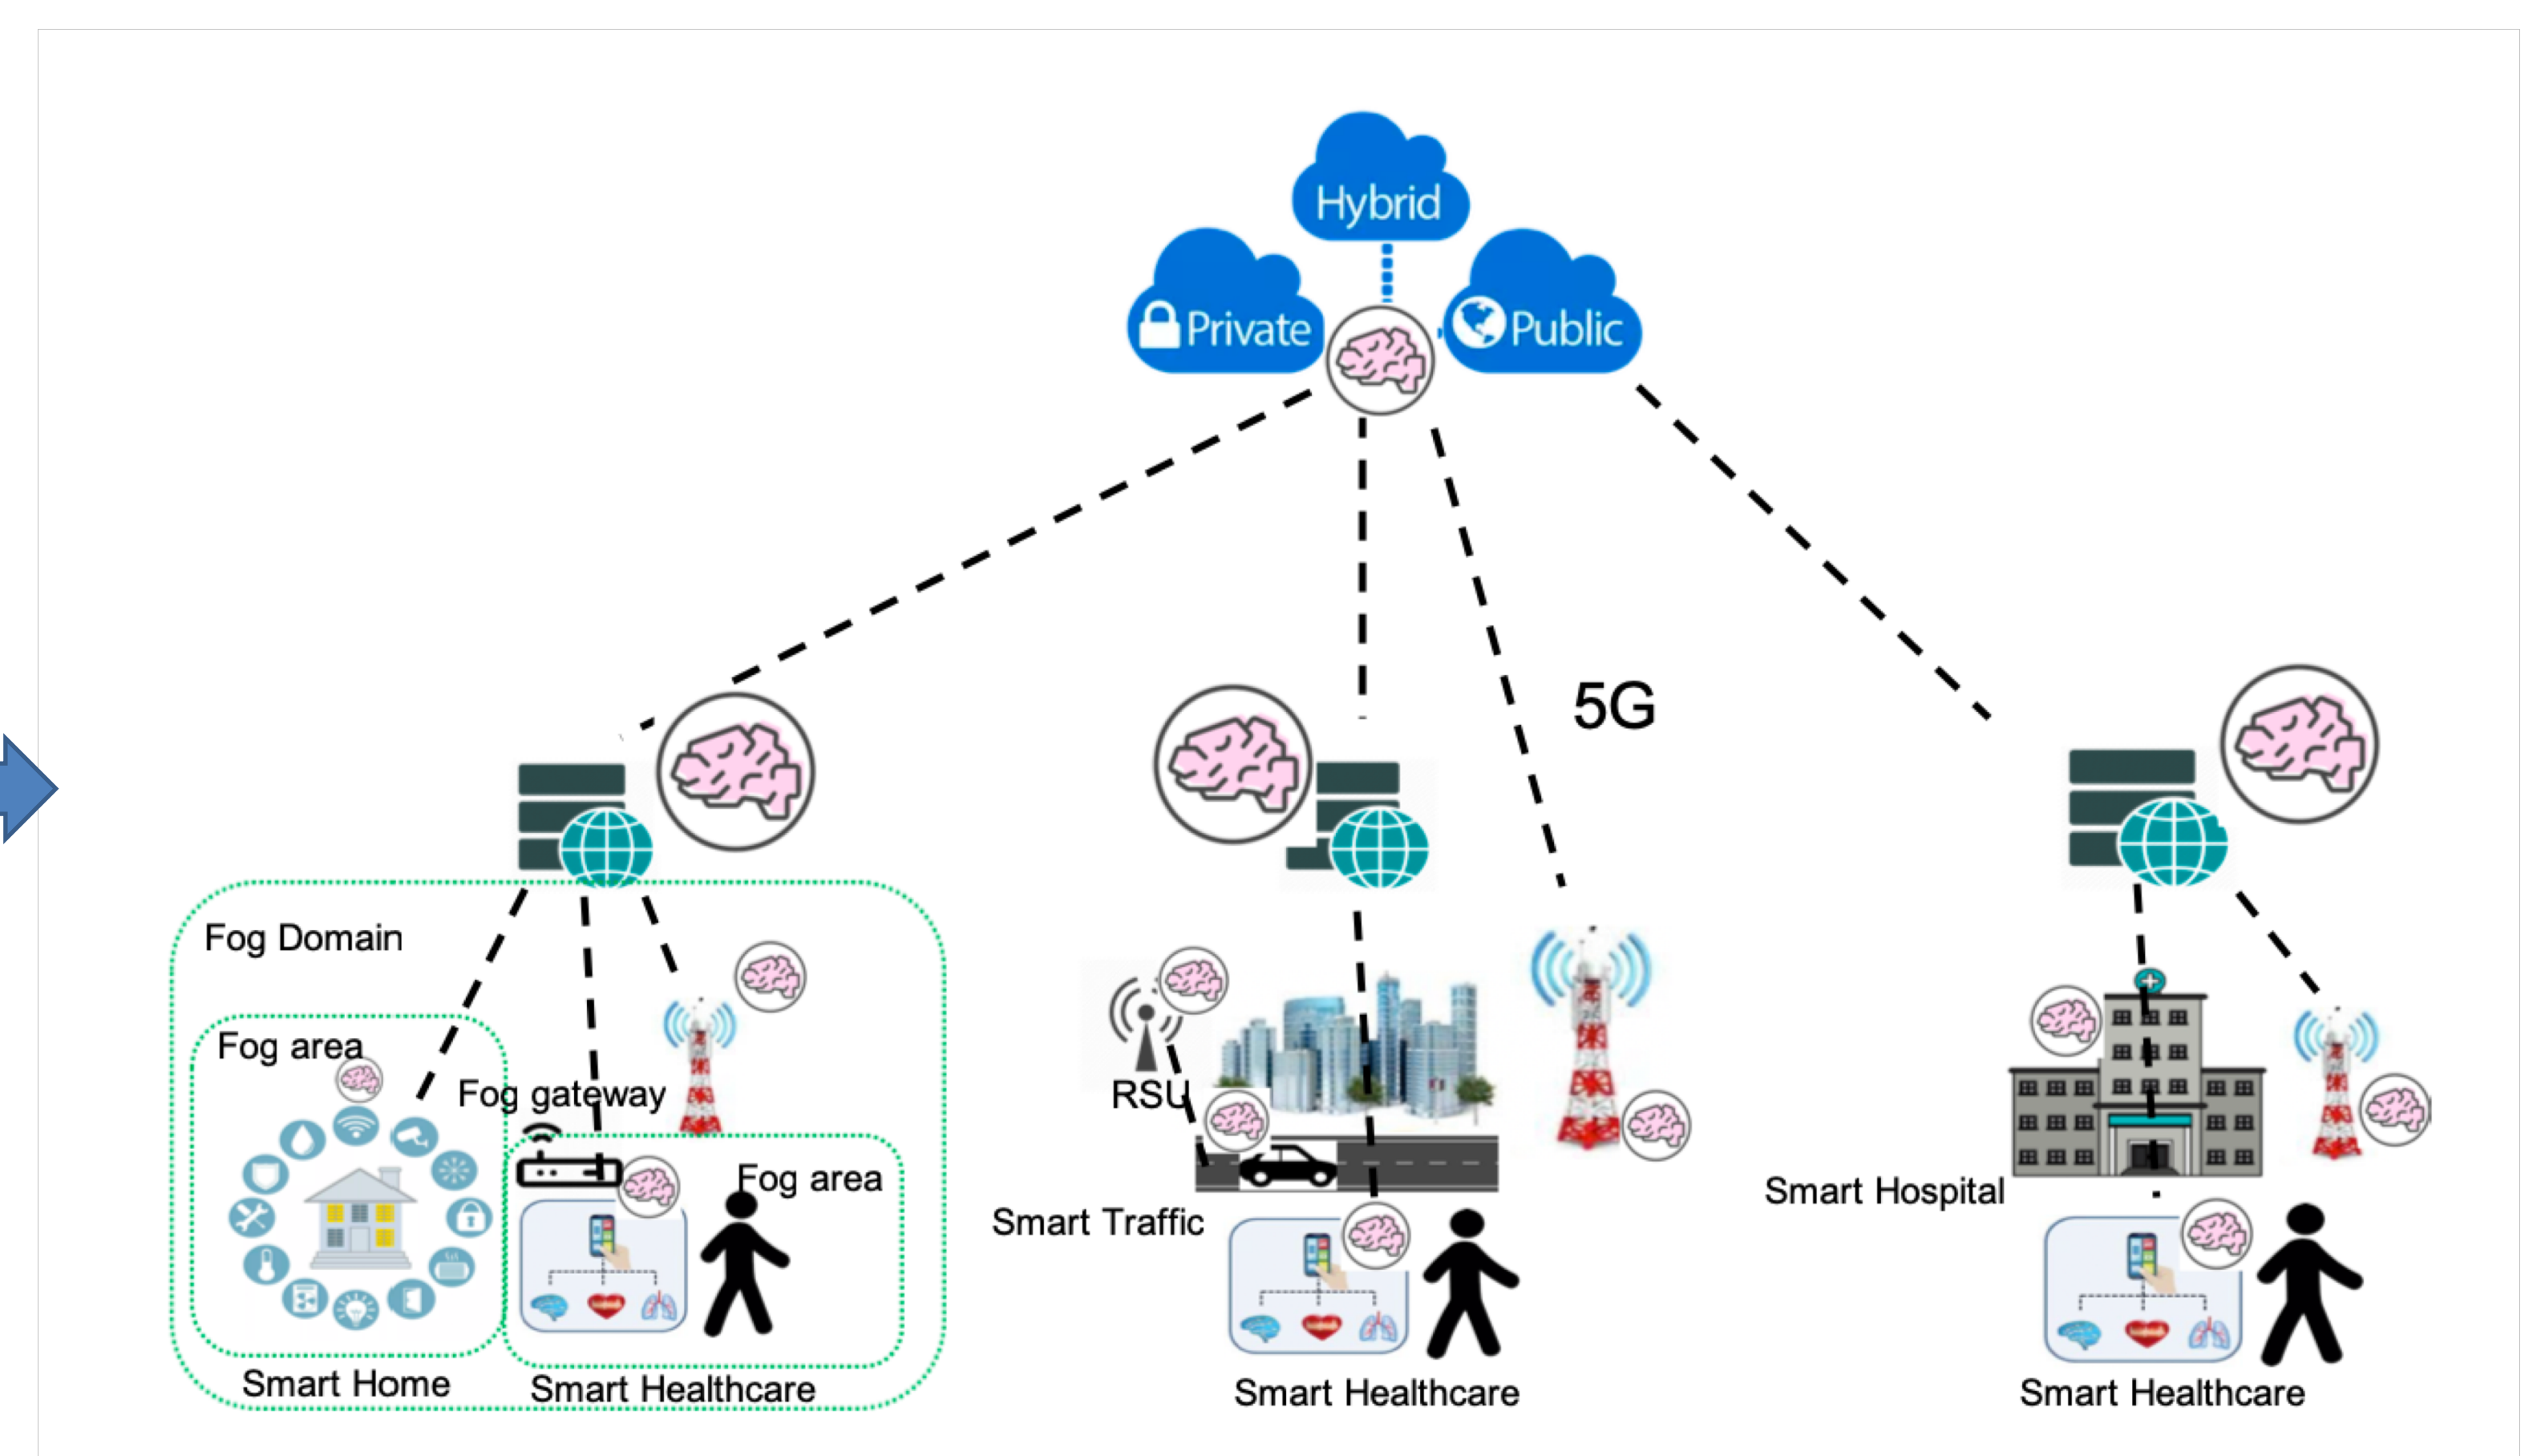 Hybrid
Private
Public
5G
Fog Domain
Fog area
Fog gateway
Fog area
Smart Home
Smart Healthcare
RSU
Smart Traffic
Smart Healthcare
Smart Hospital
Smart Healthcare